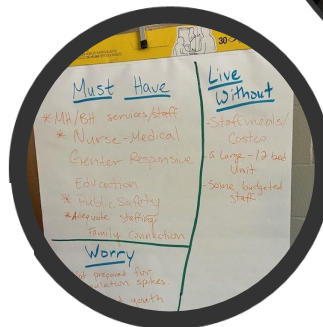 30
Must Have
* MH/BH services/staff
* Nurse-Medical
Gender Responsive
Education
* Public Safety
* Adequate staffing
Family Connection
Worry
prepared for
spikes.
youth
Live
Without
-Staff meals/
- a large - 12 bed
Unit
- Some budgeted
staff